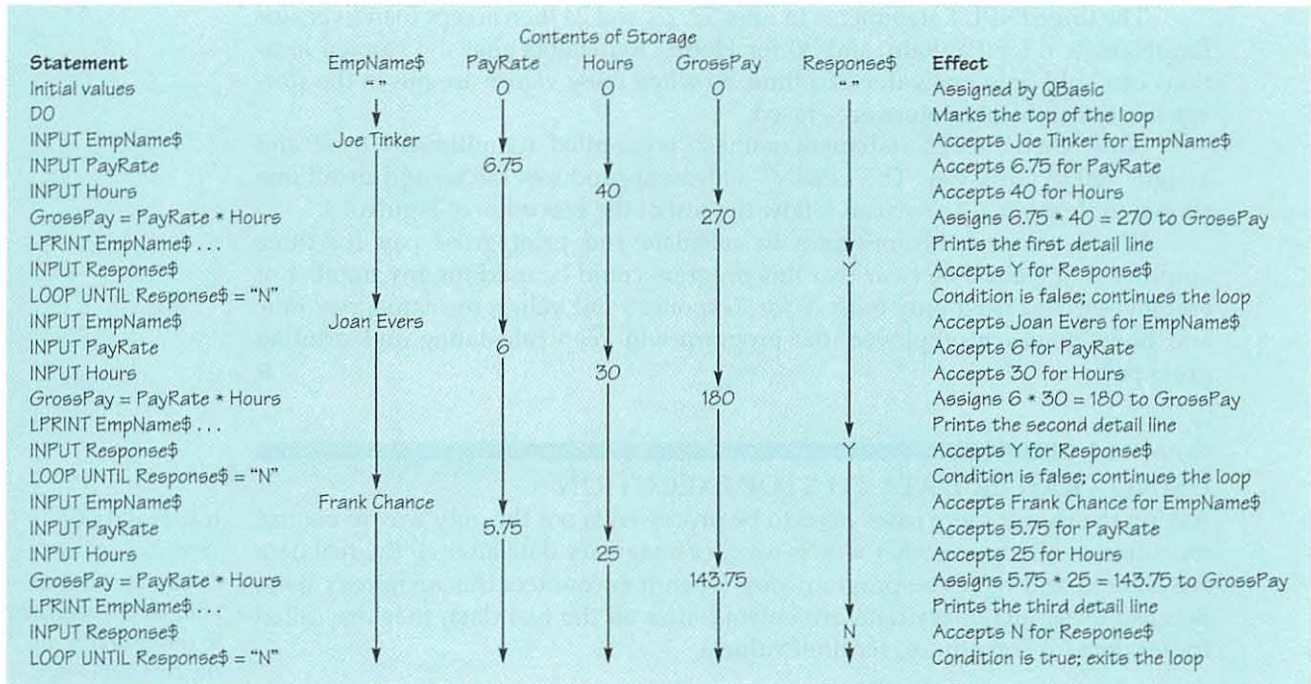 Contents of Storage
Statement EmpName$ PayRate Hours GrossPay Response$ Effect
Initial values "" 0 0 0 "" Assigned by QBasic
DO Marks the top of the loop
INPUT EmpName$ Joe Tinker Accepts Joe Tinker for EmpName$
INPUT PayRate 6.75 Accepts 6.75 for PayRate
INPUT Hours 40 Accepts 40 for Hours
GrossPay = PayRate * Hours 270 Assigns 6.75 * 40 = 270 to GrossPay
LPRINT EmpName$ . . . Prints the first detail line
INPUT Response$ Y Accepts Y for Response$
LOOP UNTIL Response$ = "N" Condition is false; continues the loop
INPUT EmpName$ Joan Evers Accepts Joan Evers for EmpName$
INPUT PayRate 6 Accepts 6 for PayRate
INPUT Hours 30 Accepts 30 for Hours
GrossPay = PayRate * Hours 180 Assigns 6 * 30 = 180 to GrossPay
LPRINT EmpName$ . . . Prints the second detail line
INPUT Response$ Y Accepts Y for Response$
LOOP UNTIL Response$ = "N" Condition is false; continues the loop
INPUT EmpName$ Frank Chance Accepts Frank Chance for EmpName$
INPUT PayRate 5.75 Accepts 5.75 for PayRate
INPUT Hours 25 Accepts 25 for Hours
GrossPay = PayRate * Hours 143.75 Assigns 5.75 * 25 = 143.75 to GrossPay
LPRINT EmpName$ . . . Prints the third detail line
INPUT Response$ N Accepts N for Response$
LOOP UNTIL Response$ = "N" Condition is true; exits the loop